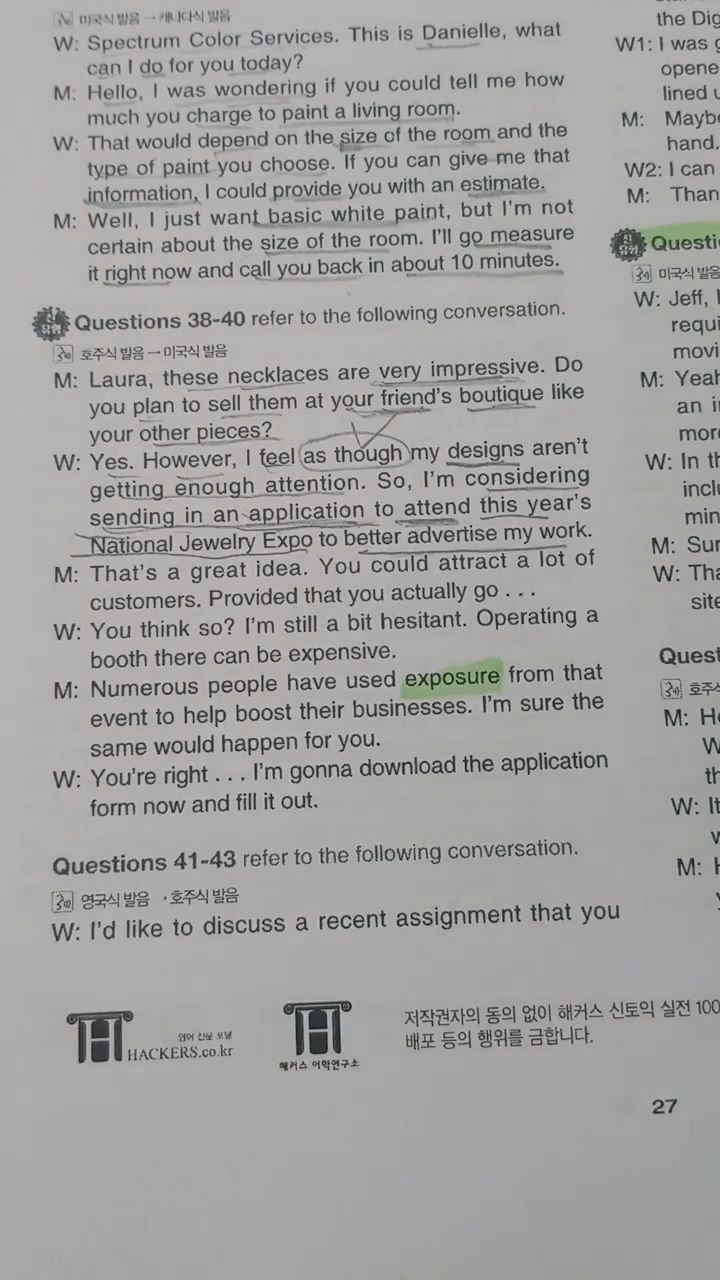 미국식 발음 → 캐나다식 발음
W: Spectrum Color Services. This is Danielle, what
can I do for you today?
M: Hello, I was wondering if you could tell me how
much you charge to paint a living room.
W: That would depend on the size of the room and the
type of paint you choose. If you can give me that
information, I could provide you with an estimate.
M: Well, I just want basic white paint, but I'm not
certain about the size of the room. I'll go measure
it right now and call you back in about 10 minutes.
Questions 38-40 refer to the following conversation.
호주식 발음 → 미국식 발음
M: Laura, these necklaces are very impressive. Do
you plan to sell them at your friend's boutique like
your other pieces?
W: Yes. However, I feel as though my designs aren't
getting enough attention. So, I'm considering
sending in an application to attend this year's
National Jewelry Expo to better advertise my work.
M: That's a great idea. You could attract a lot of
customers. Provided that you actually go . . .
W: You think so? I'm still a bit hesitant. Operating a
booth there can be expensive.
M: Numerous people have used exposure from that
event to help boost their businesses. I'm sure the
same would happen for you.
W: You're right . . . I'm gonna download the application
form now and fill it out.
Questions 41-43 refer to the following conversation.
영국식 발음 → 호주식 발음
W: I'd like to discuss a recent assignment that you
the Dig
W1: I was g
opene
lined u
M: Mayb
hand.
W2: I can
M: Than
Questi
미국식 발음
W: Jeff, I
requi
movi
M: Yeah
an i
mor
W: In th
incl
min
M: Sur
W: Tha
site
Quest
호주
M: He
W
th
W: It
w
M: H
y
영어 전문 포털
HACKERS.co.kr
해커스 어학연구소
저작권자의 동의 없이 해커스 신토익 실전 100
배포 등의 행위를 금합니다.
27